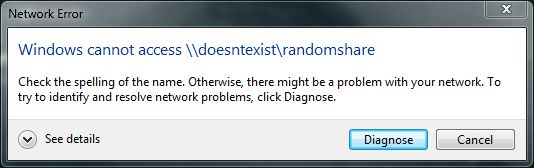 Network Error
Windows cannot access \\doesntexist\randomshare
Check the spelling of the name. Otherwise, there might be a problem with your network. To
try to identify and resolve network problems, click Diagnose.
See details
Diagnose
Cancel